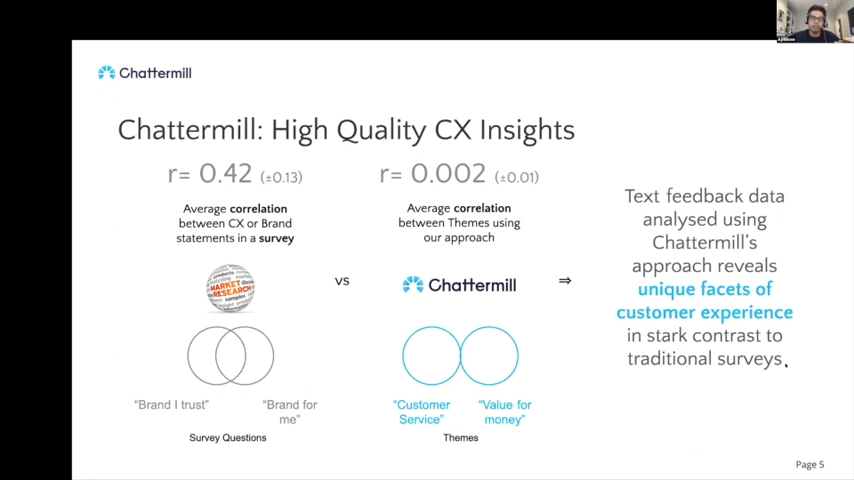 Chattermill
Chattermill: High Quality CX Insights
r= 0.42 (±0.13)
Average correlation
between CX or Brand
statements in a survey
MARKET
RESEARCH
"Brand I trust"
"Brand for
me"
Survey Questions
vs
r= 0.002 (±0.01)
Average correlation
between Themes using
our approach
Chattermill
"Customer
Service"
"Value for
money"
Themes
⇒
Text feedback data
analysed using
Chattermill's
approach reveals
unique facets of
customer experience
in stark contrast to
traditional surveys.
Page 5